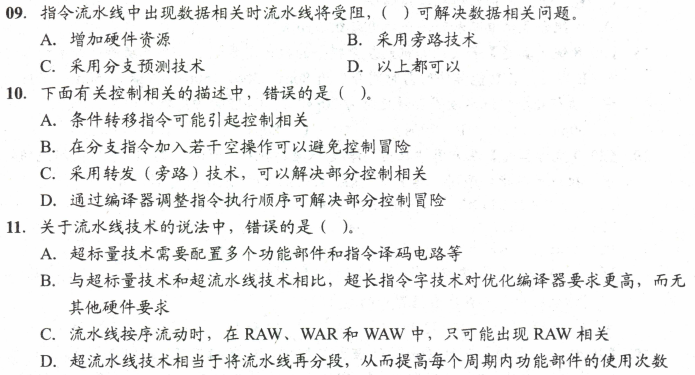 09. 指令流水线中出现数据相关时流水线将受阻，（ ）可解决数据相关问题。
A. 增加硬件资源 B. 采用旁路技术
C. 采用分支预测技术 D. 以上都可以
10. 下面有关控制相关的描述中，错误的是（ ）。
A. 条件转移指令可能引起控制相关
B. 在分支指令加入若干空操作可以避免控制冒险
C. 采用转发（旁路）技术，可以解决部分控制相关
D. 通过编译器调整指令执行顺序可解决部分控制冒险
11. 关于流水线技术的说法中，错误的是（ ）。
A. 超标量技术需要配置多个功能部件和指令译码电路等
B. 与超标量技术和超流水线技术相比，超长指令字技术对优化编译器要求更高，而无
其他硬件要求
C. 流水线按序流动时，在 RAW、WAR 和 WAW 中，只可能出现 RAW 相关
D. 超流水线技术相当于将流水线再分段，从而提高每个周期内功能部件的使用次数